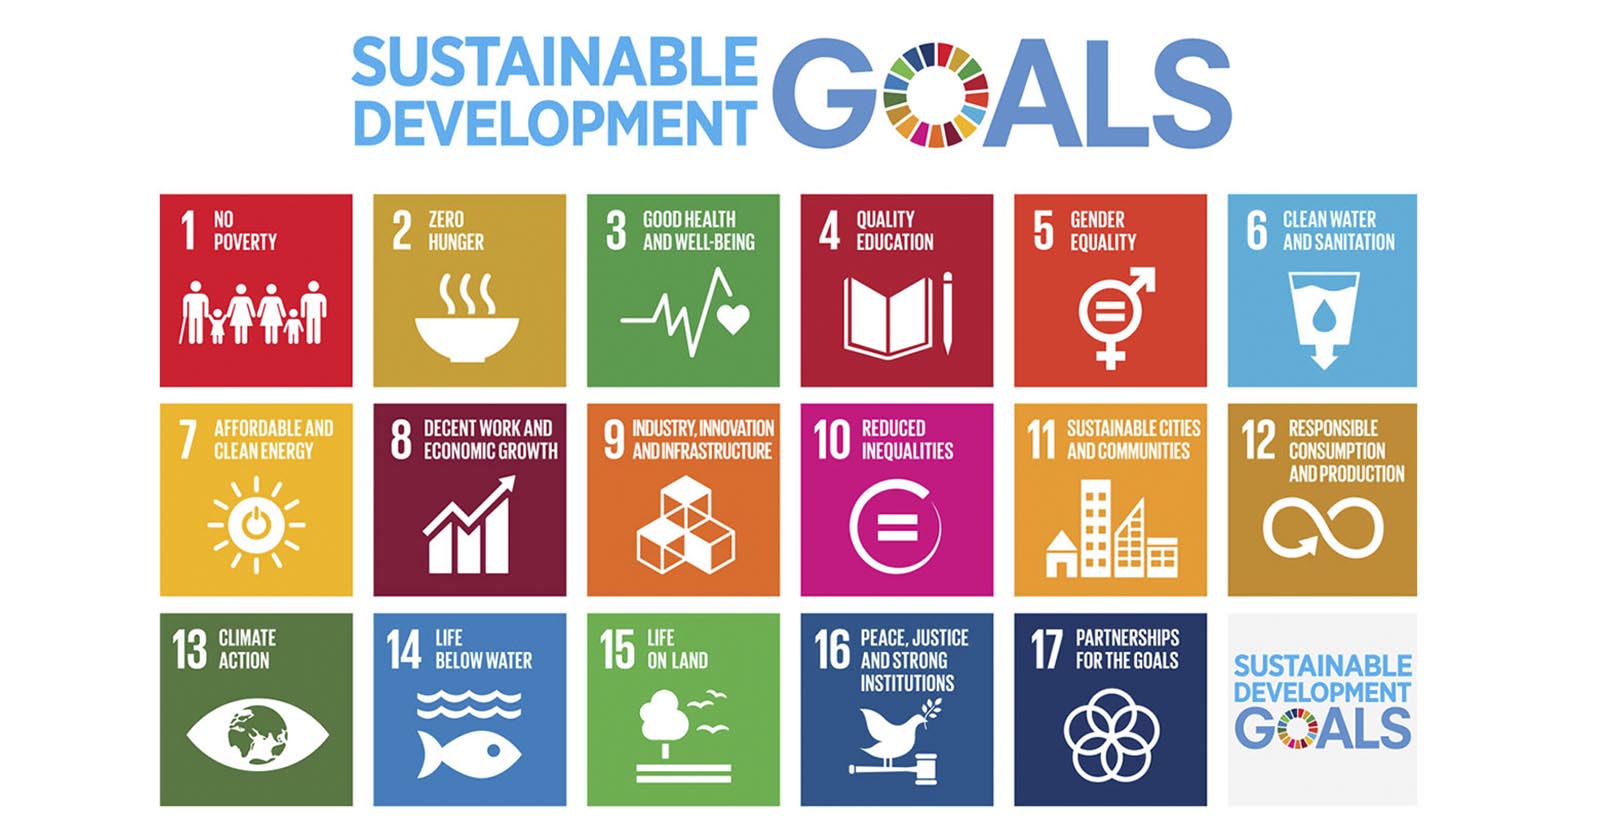 SUSTAINABLE
DEVELOPMENT
GOALS
1 NO
POVERTY
2 ZERO
HUNGER
3 GOOD HEALTH
AND WELL-BEING
4 QUALITY
EDUCATION
5 GENDER
EQUALITY
6 CLEAN WATER
AND SANITATION
7 AFFORDABLE AND
CLEAN ENERGY
8 DECENT WORK AND
ECONOMIC GROWTH
9 INDUSTRY, INNOVATION
AND INFRASTRUCTURE
10 REDUCED
INEQUALITIES
11 SUSTAINABLE CITIES
AND COMMUNITIES
12 RESPONSIBLE
CONSUMPTION
AND PRODUCTION
13 CLIMATE
ACTION
14 LIFE
BELOW WATER
15 LIFE
ON LAND
16 PEACE, JUSTICE
AND STRONG
INSTITUTIONS
17 PARTNERSHIPS
FOR THE GOALS
SUSTAINABLE
DEVELOPMENT
GOALS